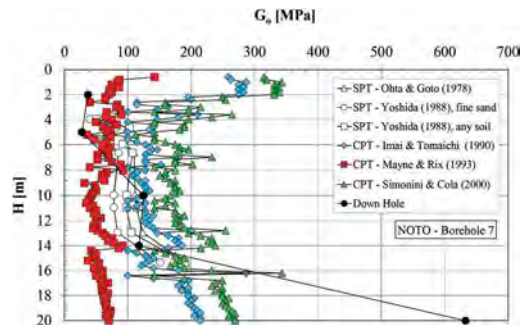 G₀ [MPa]
0 100 200 300 400 500 600 700
0
2
4
6
8
10
12
14
16
18
20
H [m]
SPT - Ohta & Goto (1978)
SPT - Yoshida (1988), fine sand
SPT - Yoshida (1988), any soil
CPT - Imai & Tomaichi (1990)
CPT - Mayne & Rix (1993)
CPT - Simonini & Cola (2000)
Down Hole
NOTO - Borehole 7